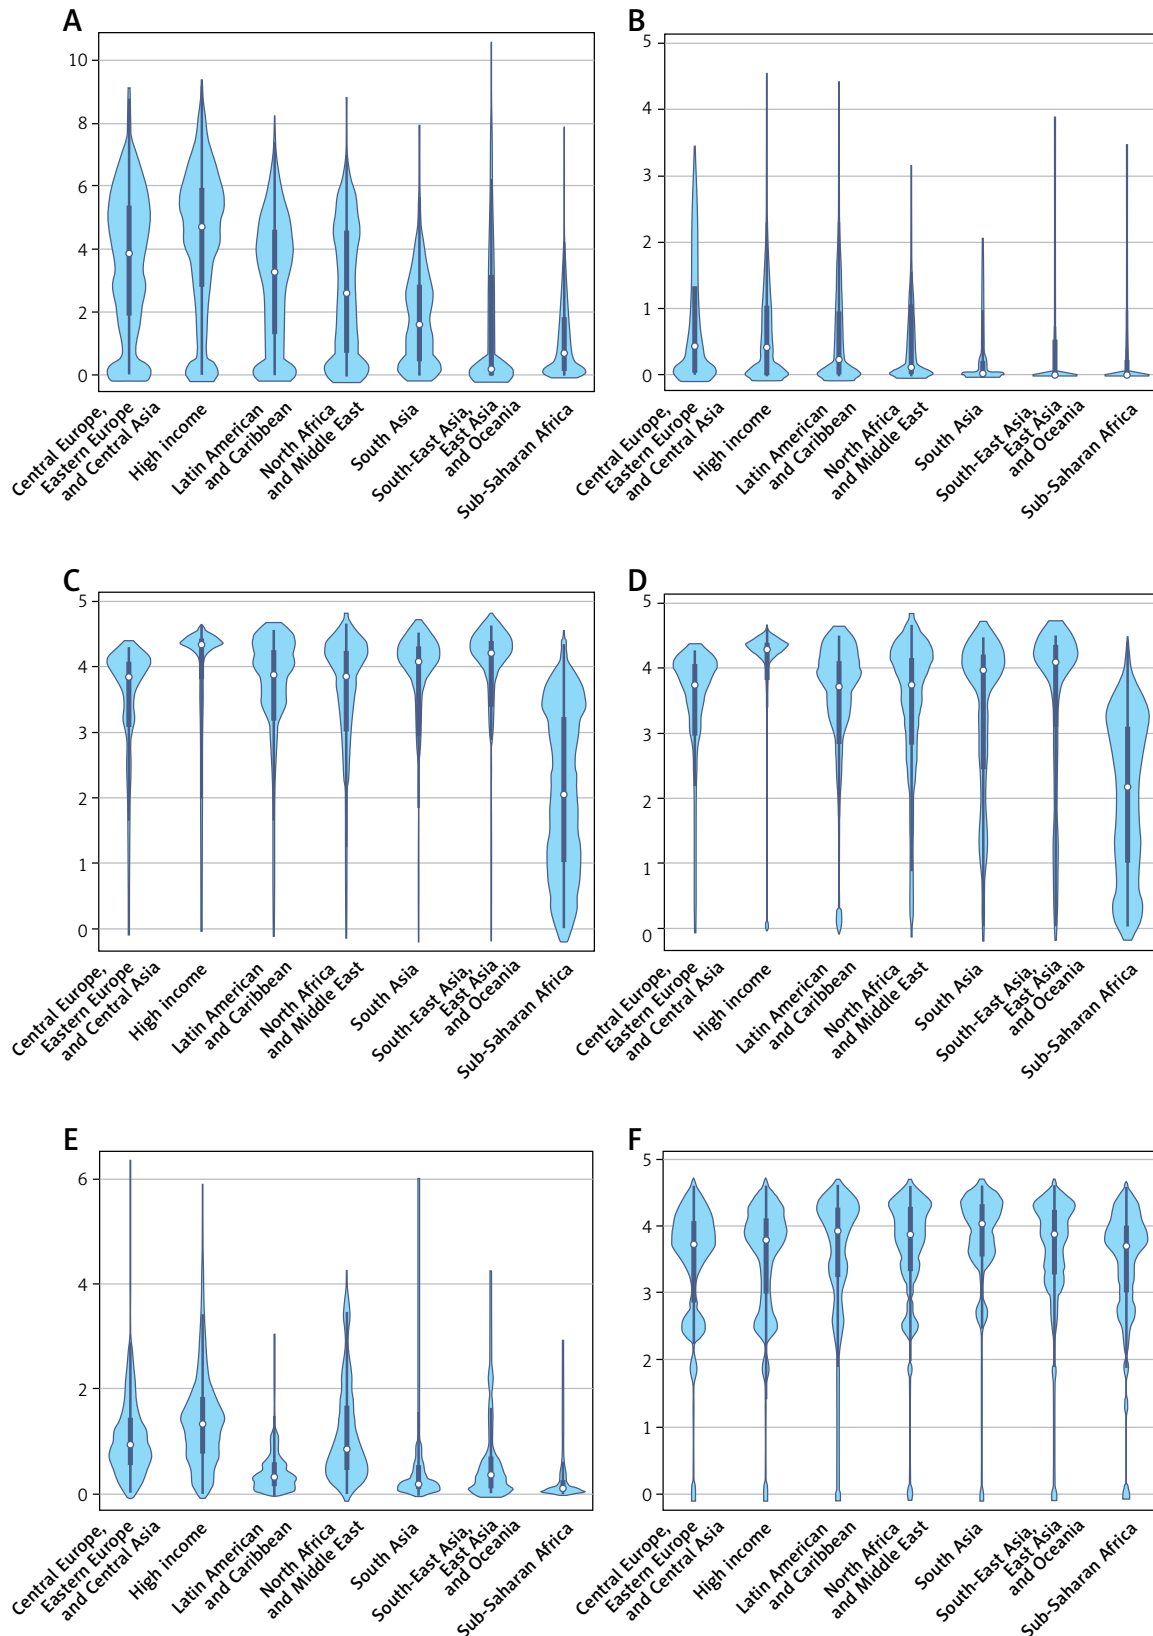 A
10
8
6
4
2
0
Central Europe,
Eastern Europe
and Central Asia
High income
Latin American
and Caribbean
North Africa
and Middle East
South Asia
South-East Asia,
East Asia
and Oceania
Sub-Saharan Africa
B
5
4
3
2
1
0
Central Europe,
Eastern Europe
and Central Asia
High income
Latin American
and Caribbean
North Africa
and Middle East
South Asia
South-East Asia,
East Asia
and Oceania
Sub-Saharan Africa
C
5
4
3
2
1
0
Central Europe,
Eastern Europe
and Central Asia
High income
Latin American
and Caribbean
North Africa
and Middle East
South Asia
South-East Asia,
East Asia
and Oceania
Sub-Saharan Africa
D
5
4
3
2
1
0
Central Europe,
Eastern Europe
and Central Asia
High income
Latin American
and Caribbean
North Africa
and Middle East
South Asia
South-East Asia,
East Asia
and Oceania
Sub-Saharan Africa
E
6
4
2
0
Central Europe,
Eastern Europe
and Central Asia
High income
Latin American
and Caribbean
North Africa
and Middle East
South Asia
South-East Asia,
East Asia
and Oceania
Sub-Saharan Africa
F
5
4
3
2
1
0
Central Europe,
Eastern Europe
and Central Asia
High income
Latin American
and Caribbean
North Africa
and Middle East
South Asia
South-East Asia,
East Asia
and Oceania
Sub-Saharan Africa